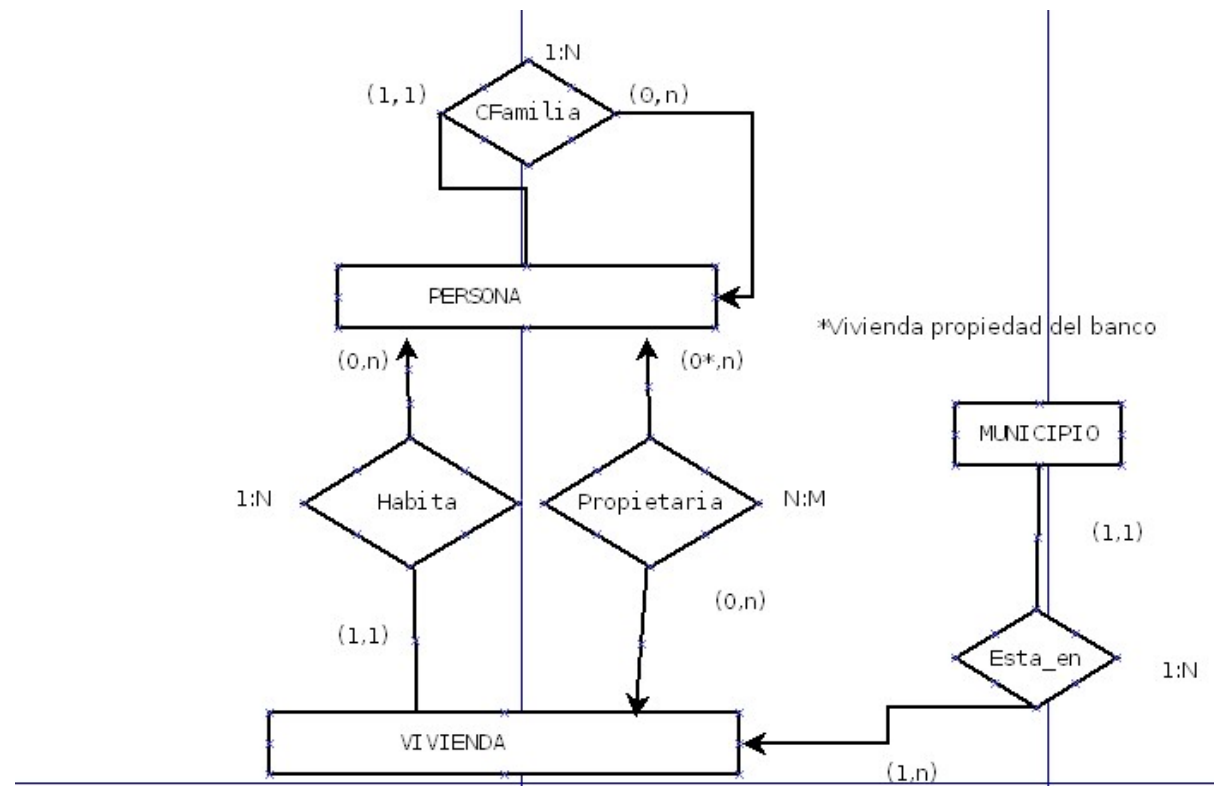 1:N
(1,1)
(0,n)
CFamilia
PERSONA
*Vivienda propiedad del banco
(0,n)
(0*,n)
MUNICIPIO
1:N
Habita
Propietaria
N:M
(1,1)
(0,n)
(1,1)
Esta_en
1:N
VIVIENDA
(1,n)